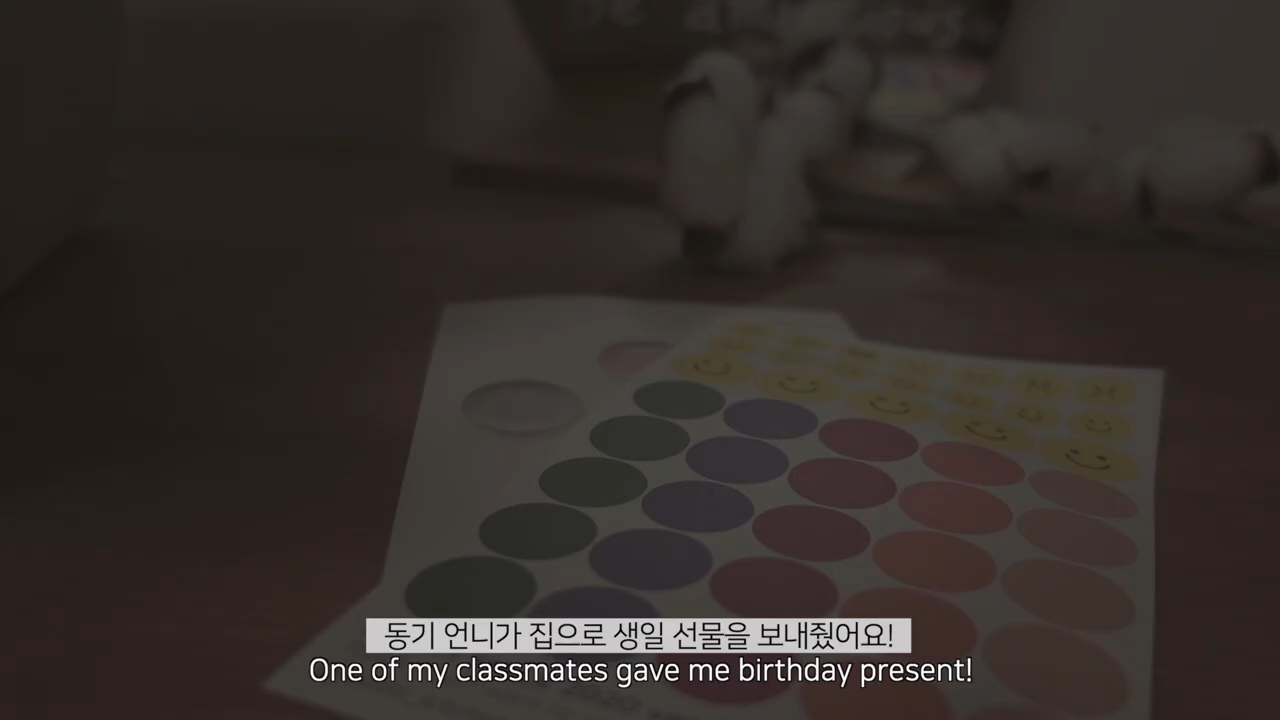 동기 언니가 집으로 생일 선물을 보내줬어요!
One of my classmates gave me birthday present!